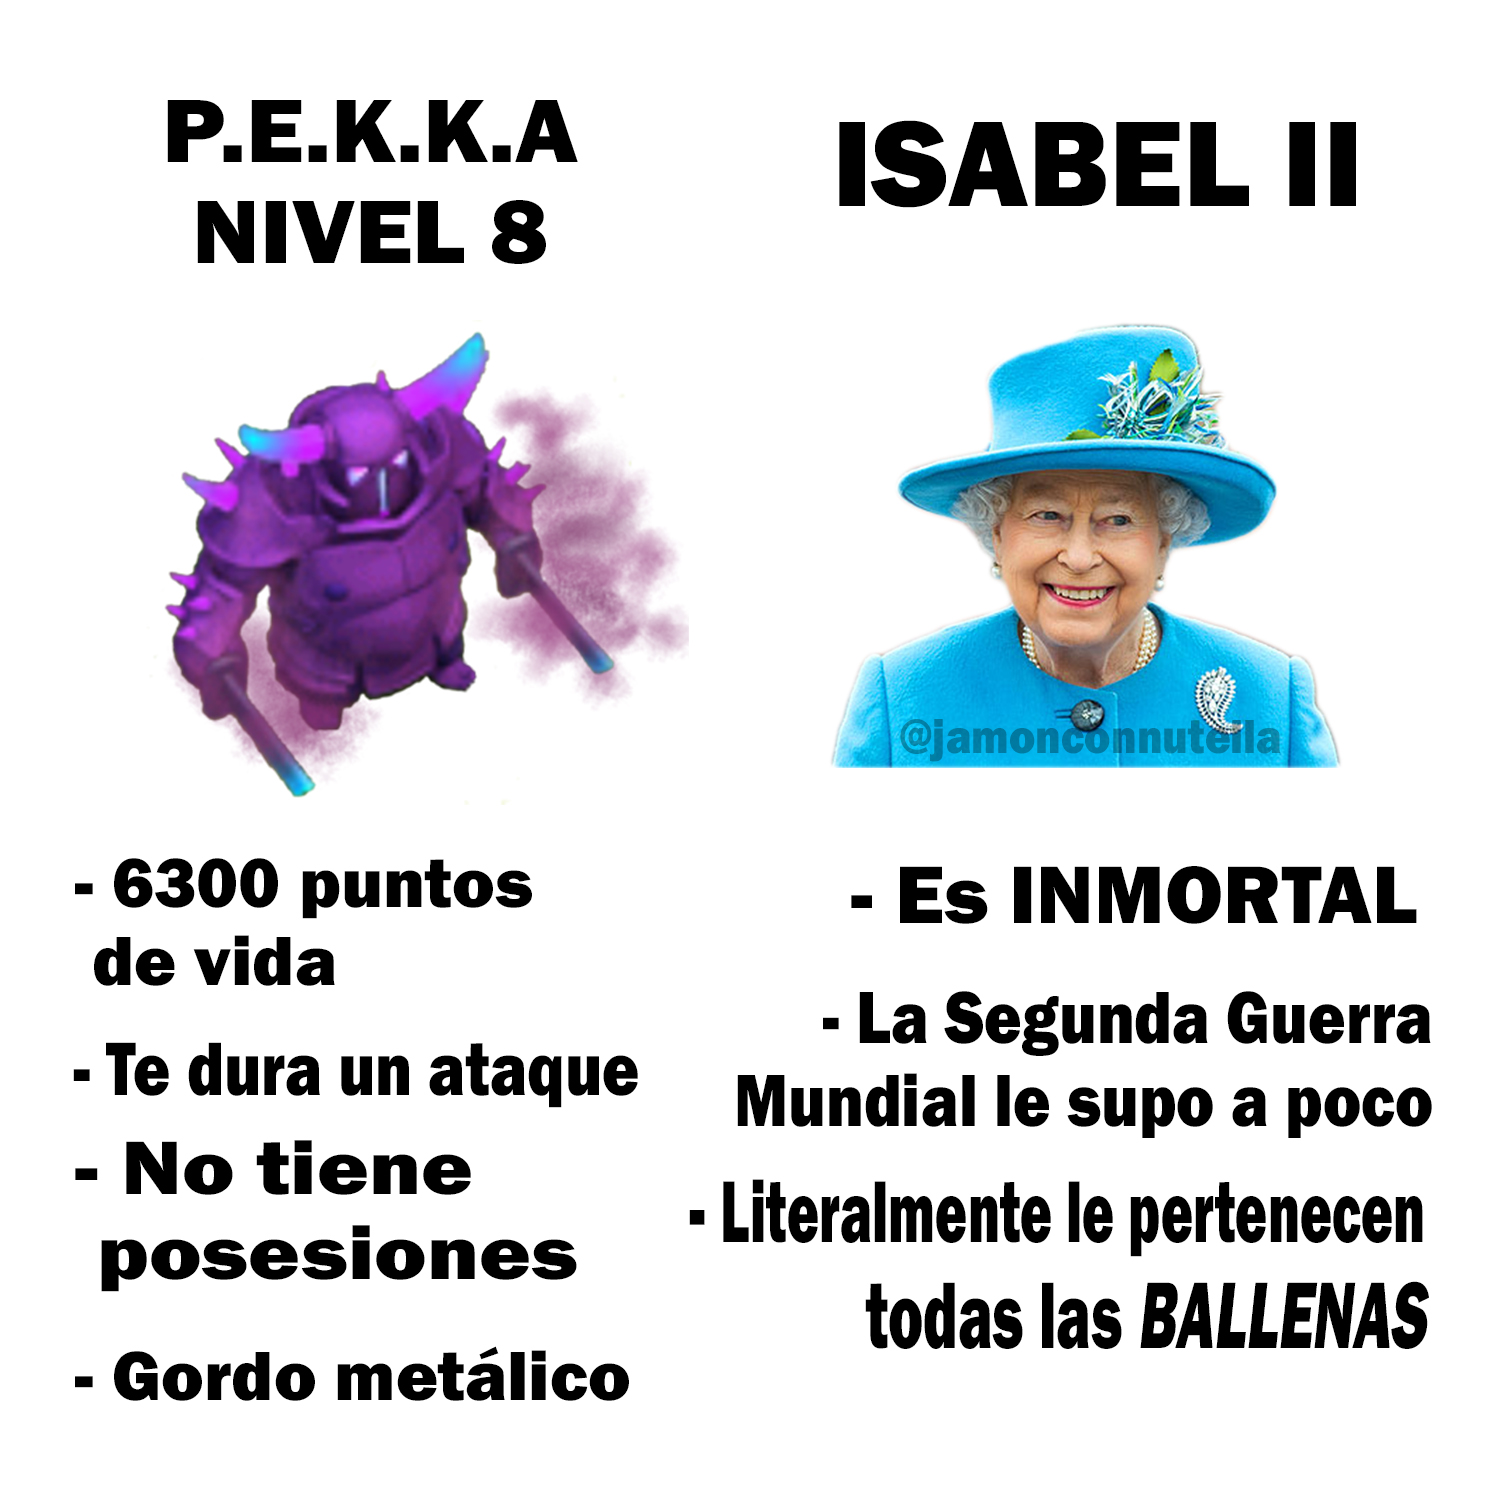 P.E.K.K.A
NIVEL 8
- 6300 puntos
de vida
- Te dura un ataque
- No tiene
posesiones
- Gordo metálico
ISABEL II
@jamonconnutella
- Es INMORTAL
- La Segunda Guerra
Mundial le supo a poco
- Literalmente le pertenecen
todas las BALLENAS